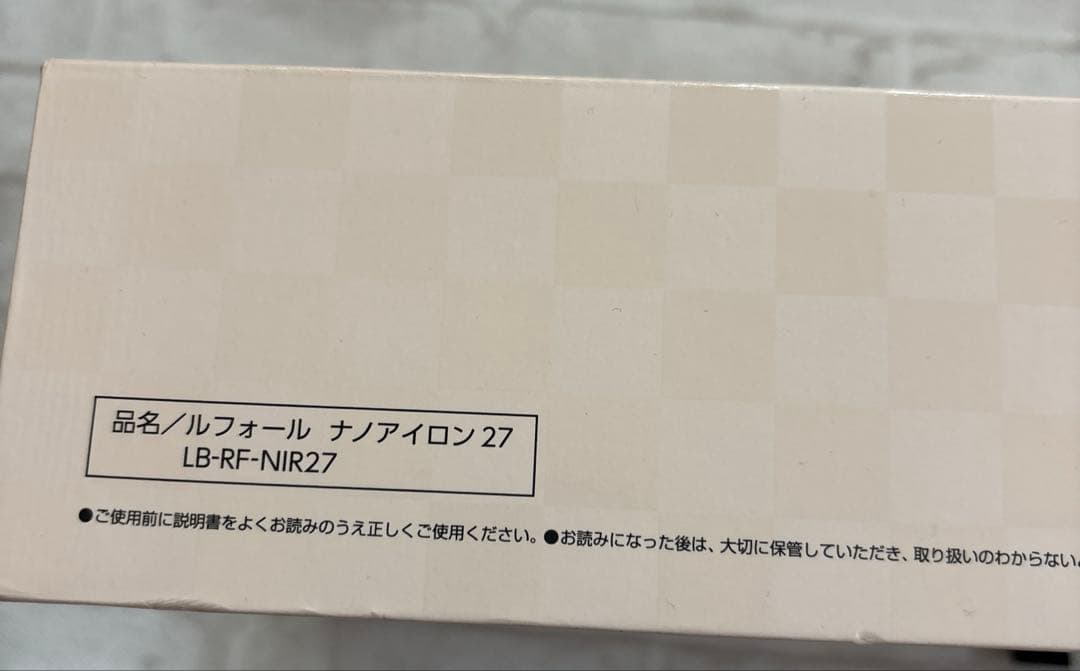 品名／ルフォール ナノアイロン27
LB-RF-NIR27
●ご使用前に説明書をよくお読みのうえ正しくご使用ください。●お読みになった後は、大切に保管していただき、取り扱いのわからない